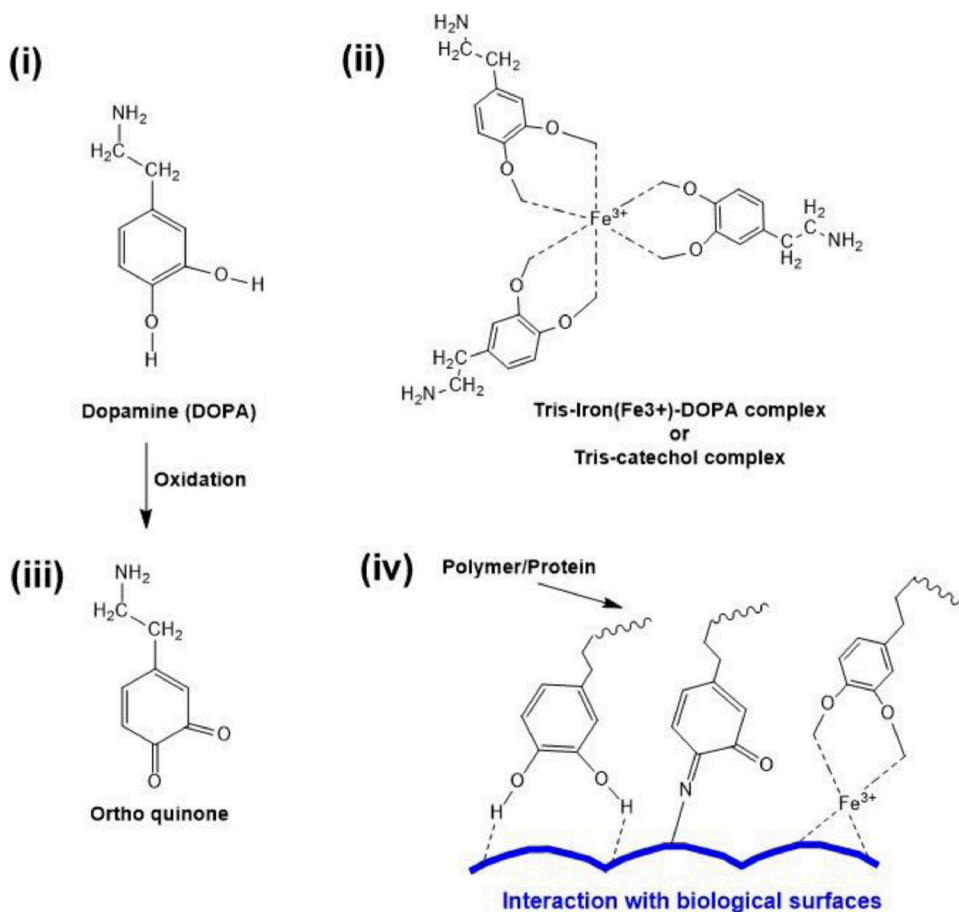 (i)
NH2
H2C
CH2
O
H
O
H
Dopamine (DOPA)
Oxidation
(ii)
H2N
H2C
CH2
O
O
Fe3+
O
O
H2
C
C
H2
NH2
O
O
H2C
CH2
H2N
Tris-Iron(Fe3+)-DOPA complex
or
Tris-catechol complex
(iii)
NH2
H2C
CH2
O
O
Ortho quinone
(iv)
Polymer/Protein
O
O
H
H
N
O
O
O
Fe3+
Interaction with biological surfaces